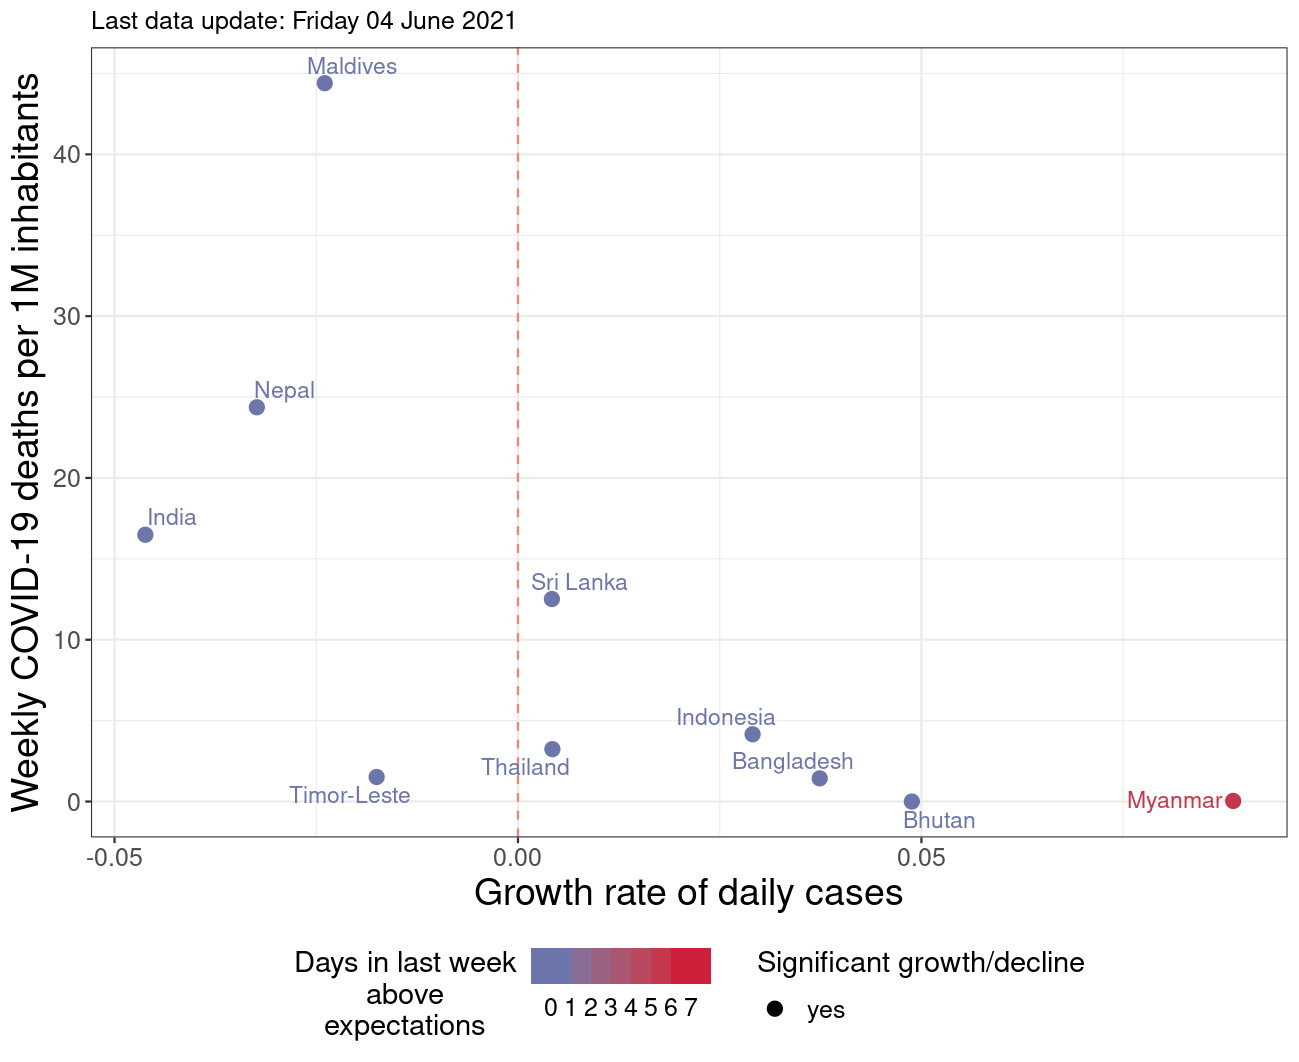 Last data update: Friday 04 June 2021
Weekly COVID-19 deaths per 1M inhabitants
40
30
20
10
0
Maldives
Nepal
India
Sri Lanka
Indonesia
Thailand
Bangladesh
Timor-Leste
Myanmar
Bhutan
-0.05
0.00
0.05
Growth rate of daily cases
Days in last week
above
expectations
0 1 2 3 4 5 6 7
Significant growth/decline
yes